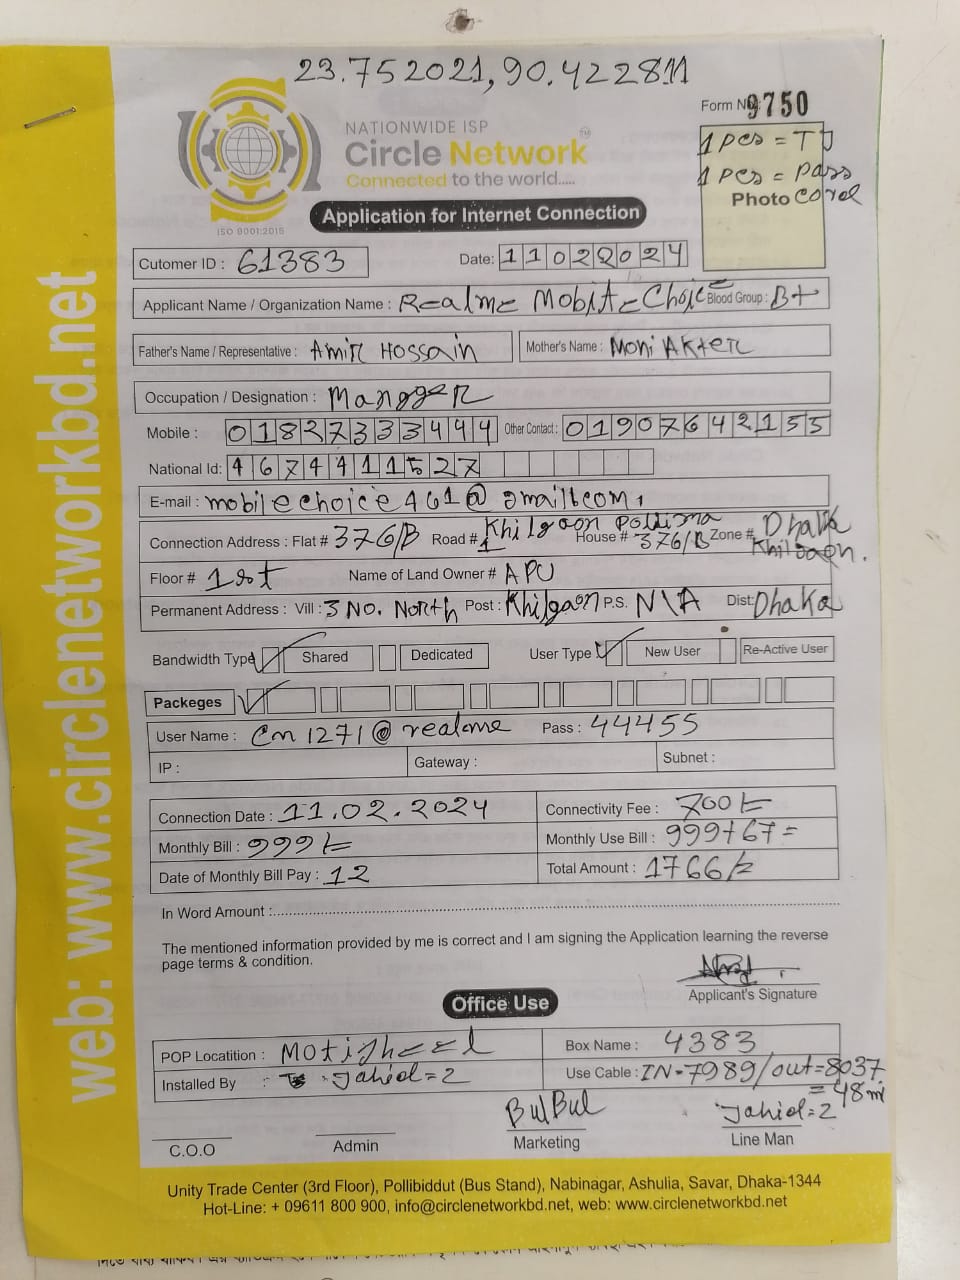 23.752021,90.422811
Form No 9750
NATIONWIDE ISP
Circle Network™
Connected to the world.....
ISO 9001:2015
1 pcs = TJ
1 pcs = pass
Photo
Application for Internet Connection
Cutomer ID : 61383
Date: 11022024
Applicant Name / Organization Name : Realme Mobile Choice Blood Group : B+
Father's Name / Representative : Amir Hossain Mother's Name : Moni Akter
Occupation / Designation : Mangger
Mobile : 01827333444 Other Contact : 01907642155
National Id: 4674411527
E-mail : mobilechoice461@
Connection Address : Flat # 376/B Road # 1 Khilgaon House # 376/B Zone # Dhaka
Khilgaon.
Floor # 1st Name of Land Owner # APU
Permanent Address : Vill : 3 No. North Post : Khilgaon P.S. N\A Dist: Dhaka
Bandwidth Type Shared Dedicated User Type New User Re-Active User
Packeges
User Name : cn1271@realme Pass : 44455
IP : Gateway : Subnet :
Connection Date : 11.02.2024 Connectivity Fee : 700/=
Monthly Bill : 999/= Monthly Use Bill : 999+67=
Date of Monthly Bill Pay : 12 Total Amount : 1766/=
In Word Amount :
The mentioned information provided by me is correct and I am signing the Application learning the reverse
page terms & condition.
Applicant's Signature
Office Use
POP Locatition : Motijheel Box Name : 4383
Installed By : Jahid=2 Use Cable : IN-7989/out=8037
= 48m
BulBul Jahid=2
C.O.O Admin Marketing Line Man
Unity Trade Center (3rd Floor), Pollibiddut (Bus Stand), Nabinagar, Ashulia, Savar, Dhaka-1344
Hot-Line: + 09611 800 900, info@circlenetworkbd.net, web: www.circlenetworkbd.net
web: www.circlenetworkbd.net